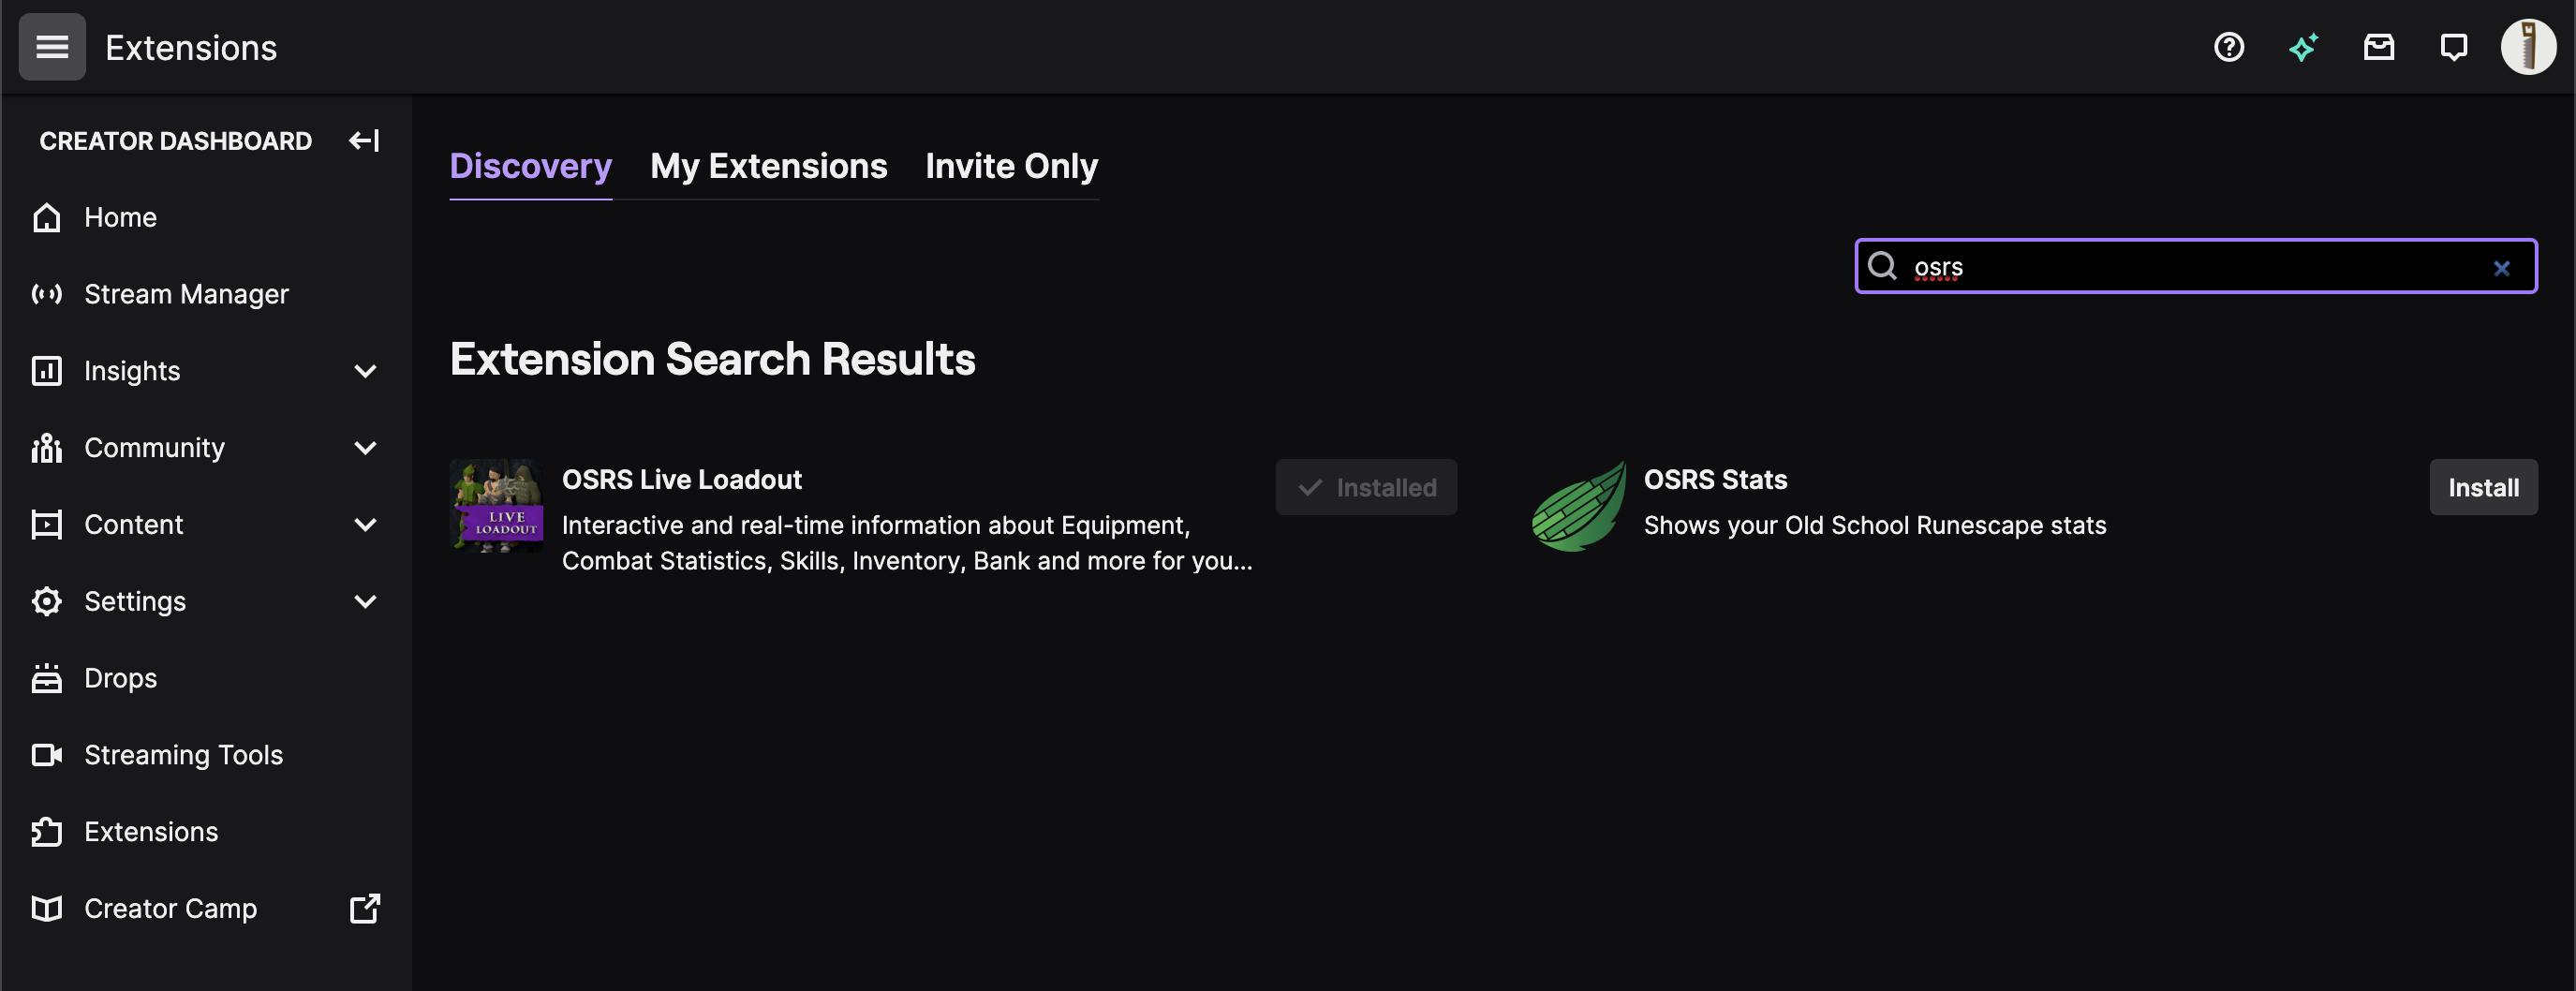 Extensions
CREATOR DASHBOARD
Home
Stream Manager
Insights
Community
Content
Settings
Drops
Streaming Tools
Extensions
Creator Camp
Discovery
My Extensions
Invite Only
osrs
Extension Search Results
LIVE
LOADOUT
OSRS Live Loadout
Interactive and real-time information about Equipment,
Combat Statistics, Skills, Inventory, Bank and more for you...
Installed
OSRS Stats
Shows your Old School Runescape stats
Install